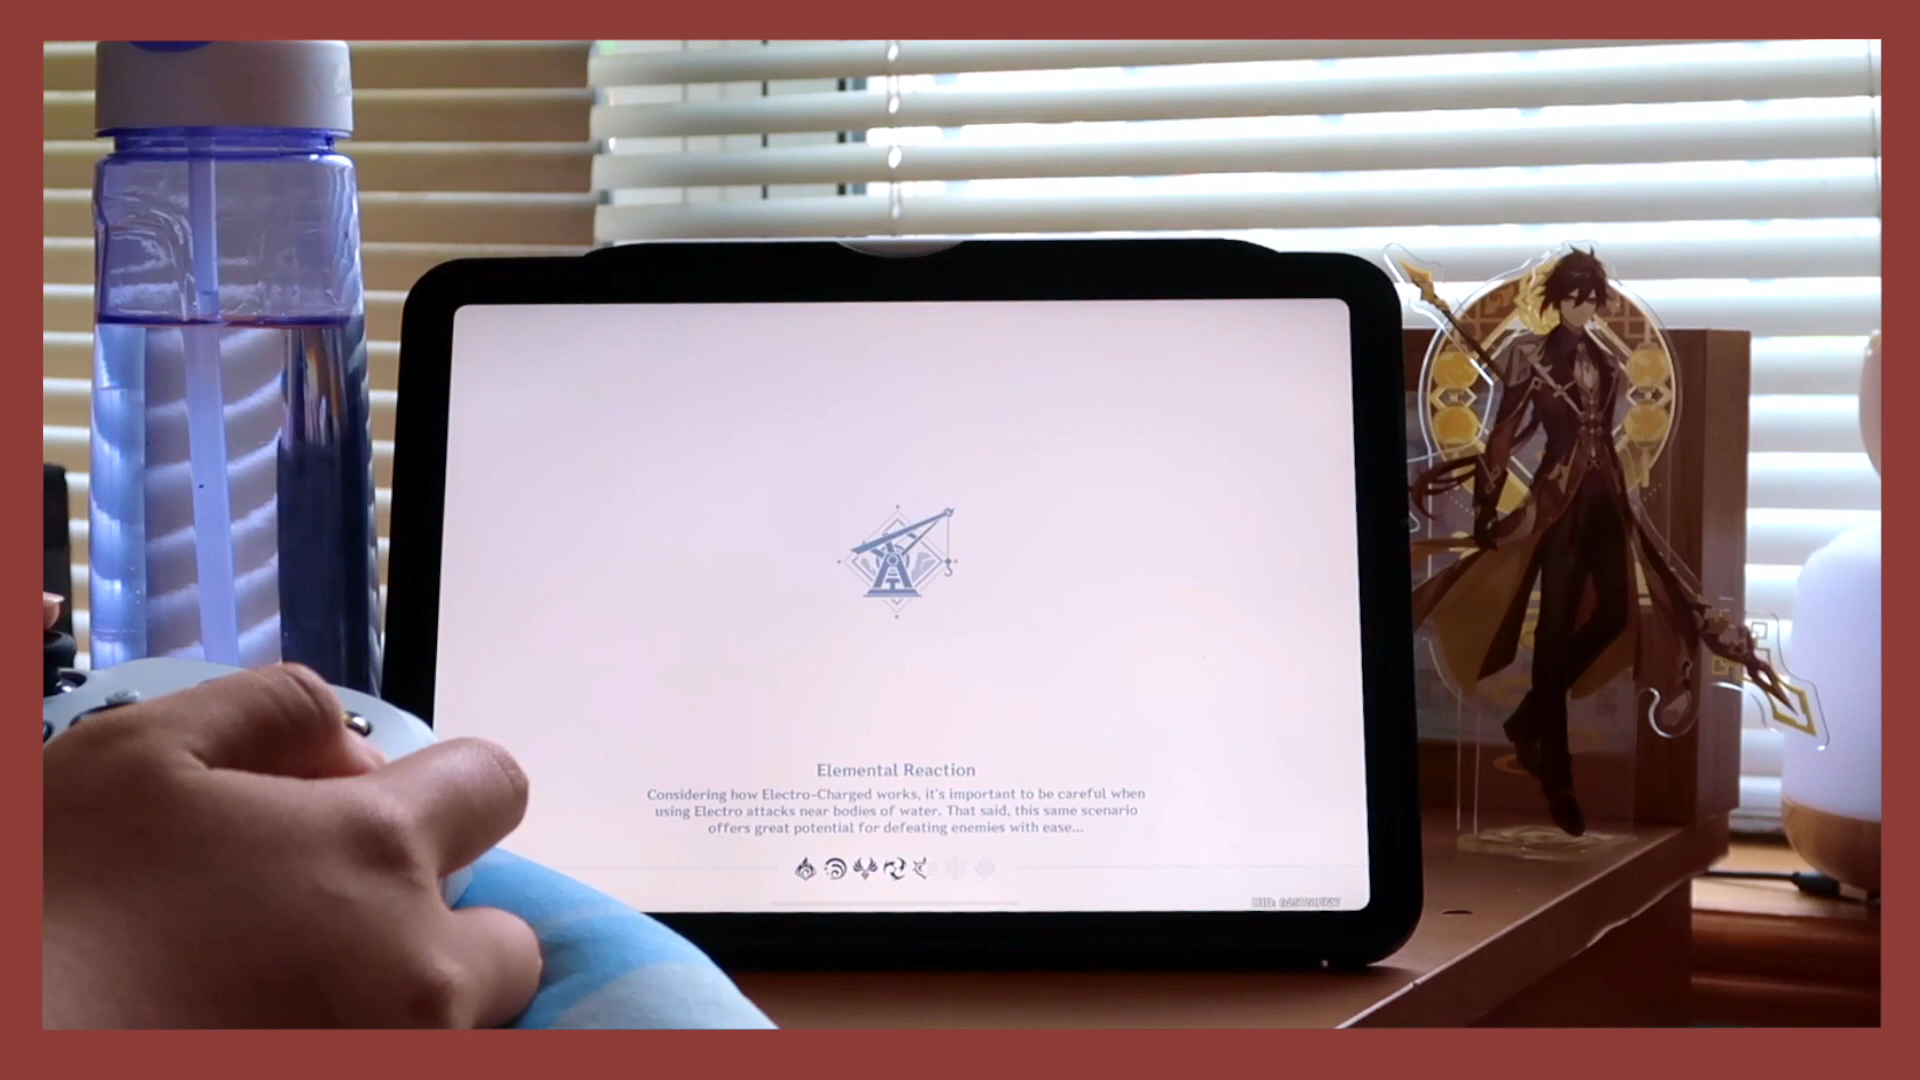 Elemental Reaction
Considering how Electro-Charged works, it's important to be careful when
using Electro attacks near bodies of water. That said, this same scenario
offers great potential for defeating enemies with ease...
UID: